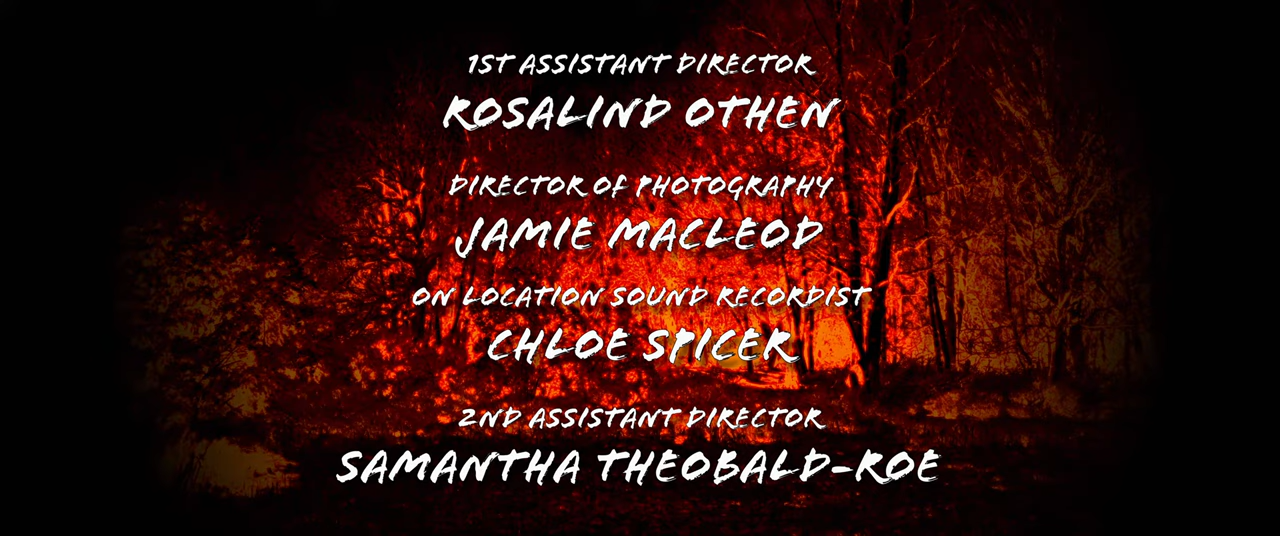 1ST ASSISTANT DIRECTOR
ROSALIND OTHEN
DIRECTOR OF PHOTOGRAPHY
JAMIE MACLEOD
ON LOCATION SOUND RECORDIST
CHLOE SPICER
2ND ASSISTANT DIRECTOR
SAMANTHA THEOBALD-ROE